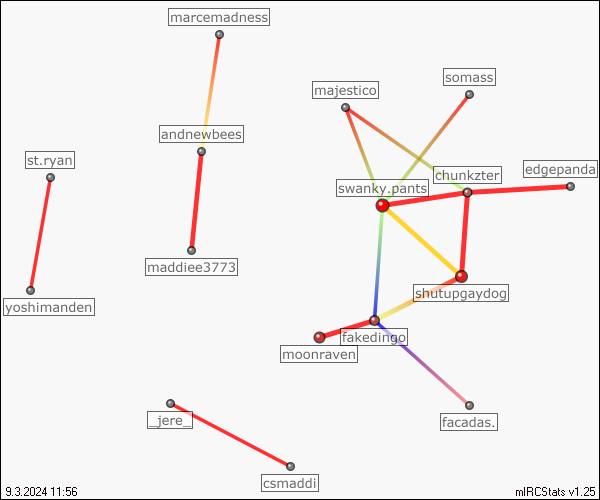 marcemadness
somass
majestico
andnewbees
st.ryan
edgepanda
chunkzter
swanky.pants
maddiee3773
shutupgaydog
yoshimanden
fakedingo
moonraven
_jere_
facadas.
csmaddi
9.3.2024 11:56
mIRCStats v1.25